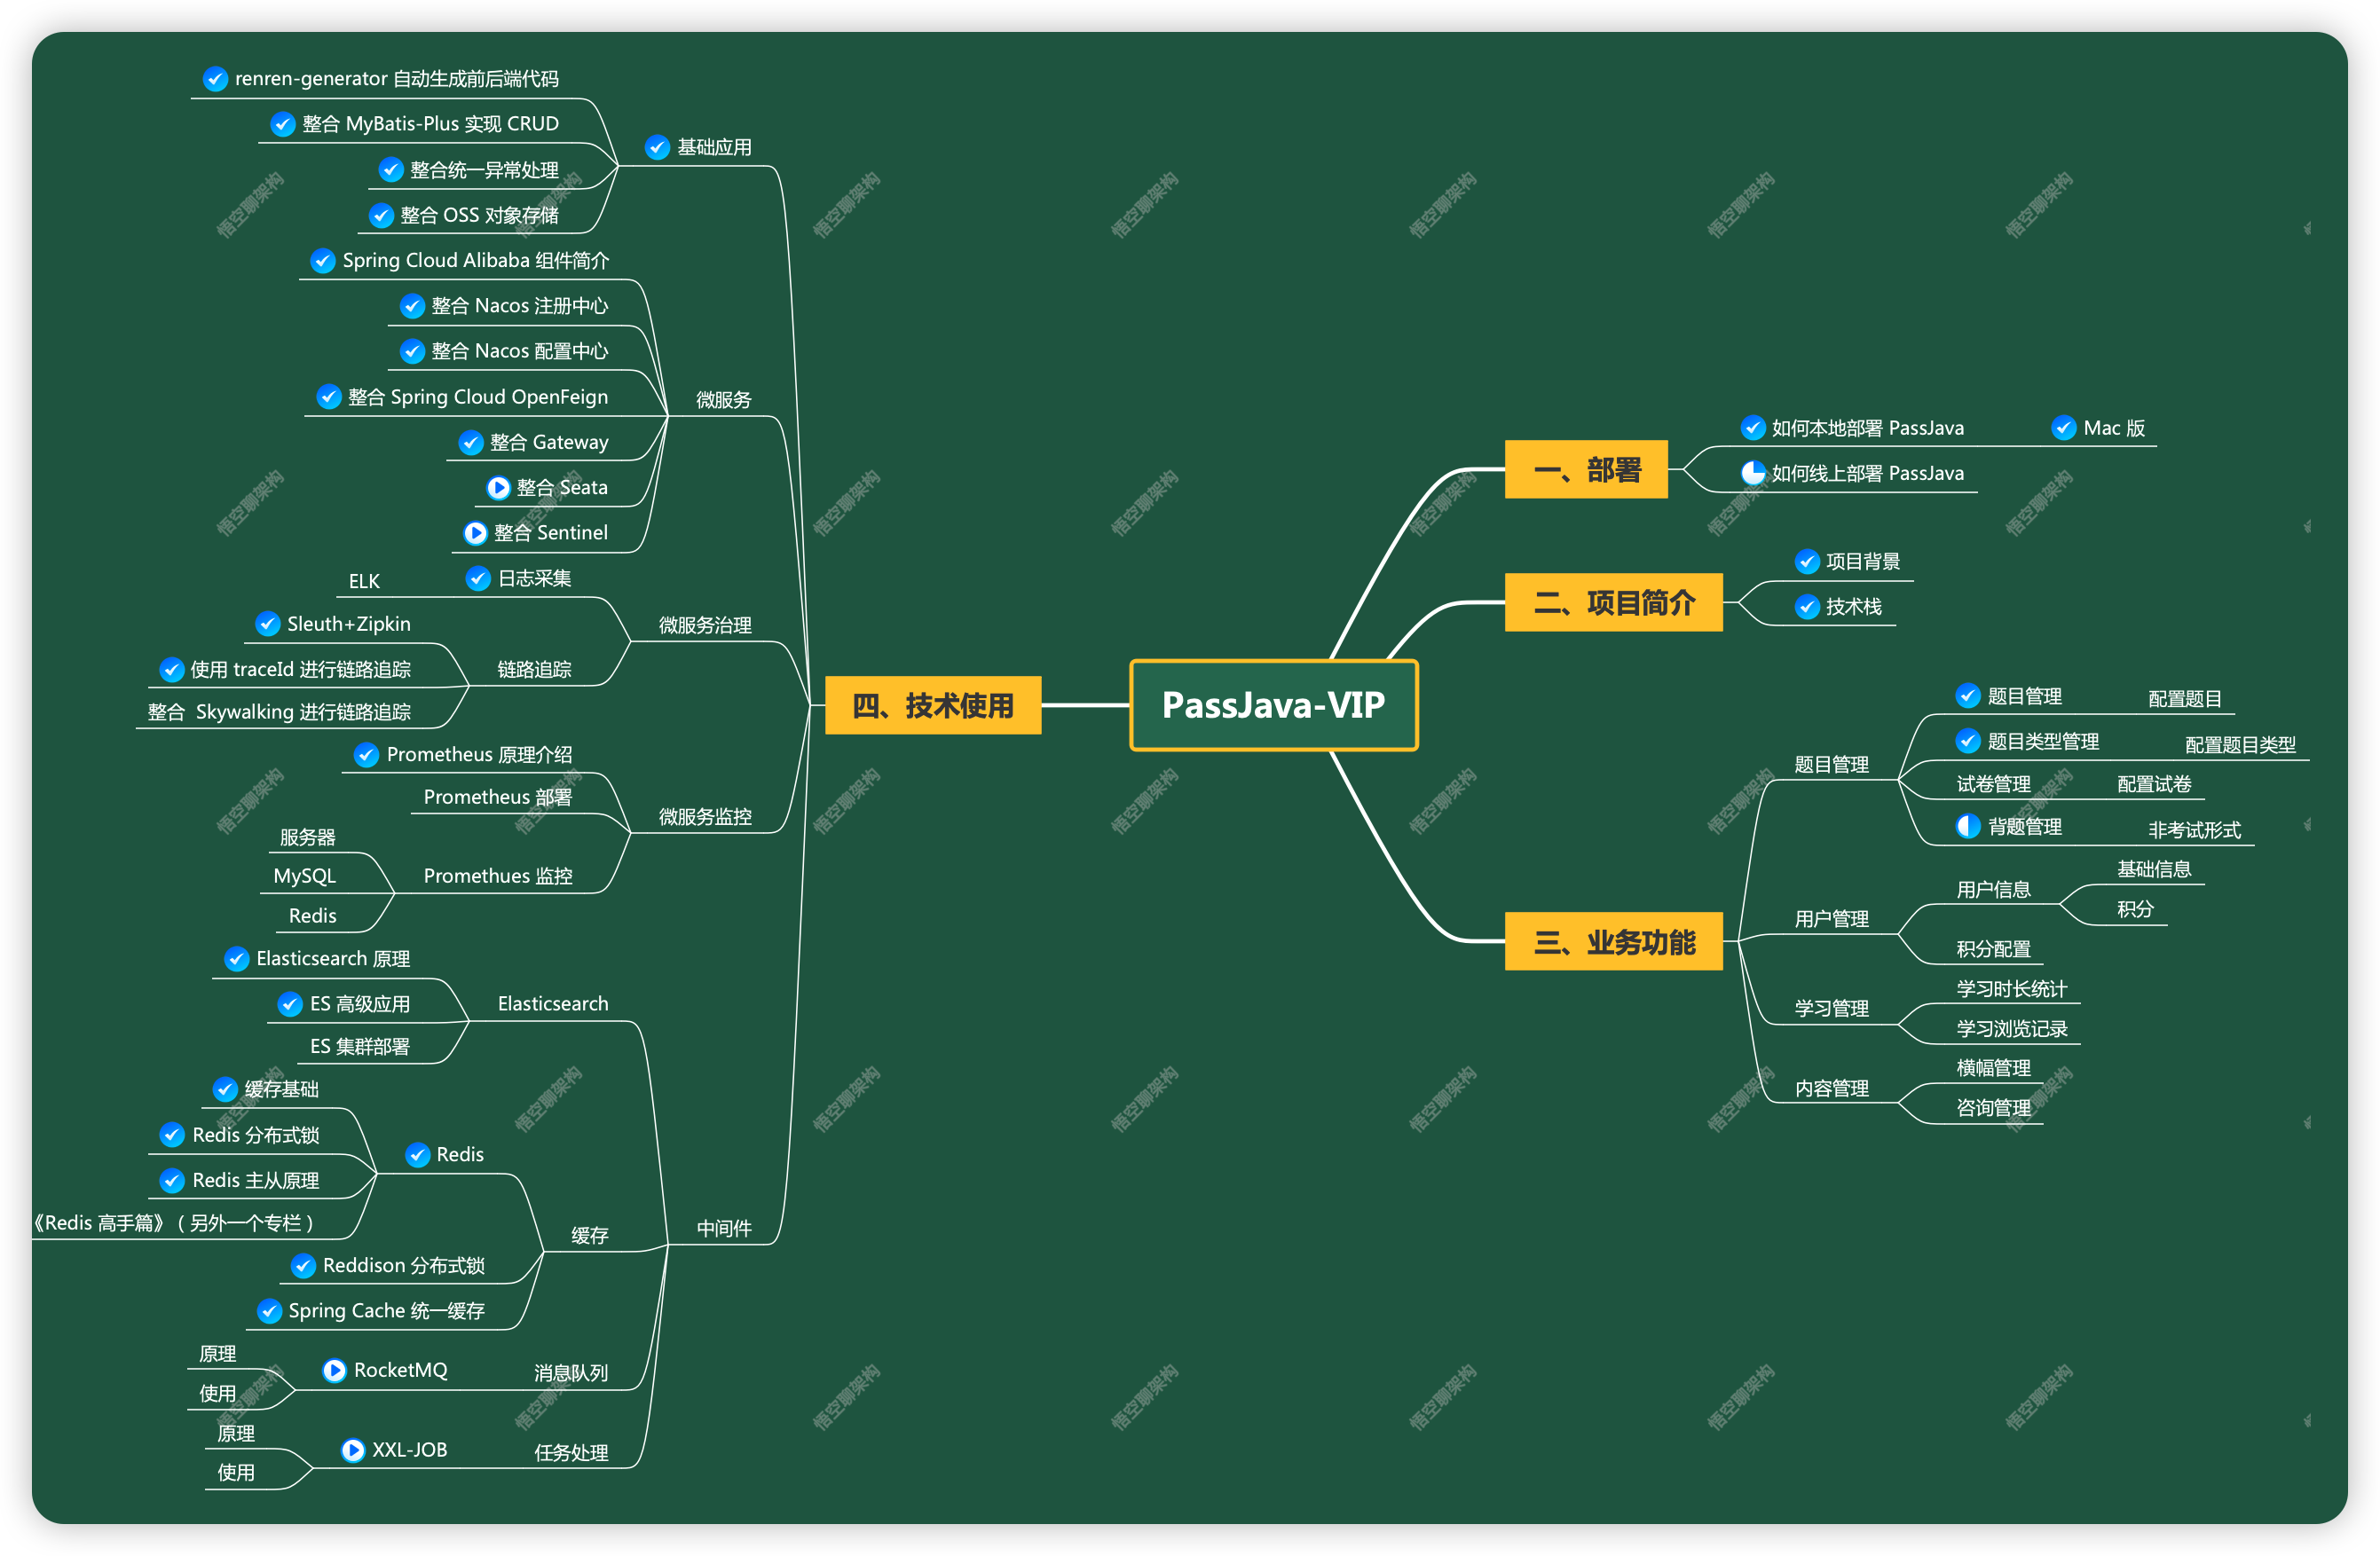 PassJava-VIP
一、部署
如何本地部署 PassJava
Mac 版
如何线上部署 PassJava
二、项目简介
项目背景
技术栈
三、业务功能
题目管理
题目管理
配置题目
题目类型管理
配置题目类型
试卷管理
配置试卷
背题管理
非考试形式
用户管理
用户信息
基础信息
积分
积分配置
学习管理
学习时长统计
学习浏览记录
内容管理
横幅管理
咨询管理
四、技术使用
基础应用
renren-generator 自动生成前后端代码
整合 MyBatis-Plus 实现 CRUD
整合统一异常处理
整合 OSS 对象存储
微服务
Spring Cloud Alibaba 组件简介
整合 Nacos 注册中心
整合 Nacos 配置中心
整合 Spring Cloud OpenFeign
整合 Gateway
整合 Seata
整合 Sentinel
微服务治理
日志采集
ELK
链路追踪
Sleuth+Zipkin
使用 traceId 进行链路追踪
整合 Skywalking 进行链路追踪
微服务监控
Prometheus 原理介绍
Prometheus 部署
Promethues 监控
服务器
MySQL
Redis
中间件
Elasticsearch
Elasticsearch 原理
ES 高级应用
ES 集群部署
缓存
Redis
缓存基础
Redis 分布式锁
Redis 主从原理
《Redis 高手篇》（另外一个专栏）
Reddison 分布式锁
Spring Cache 统一缓存
消息队列
RocketMQ
原理
使用
任务处理
XXL-JOB
原理
使用
悟空聊架构